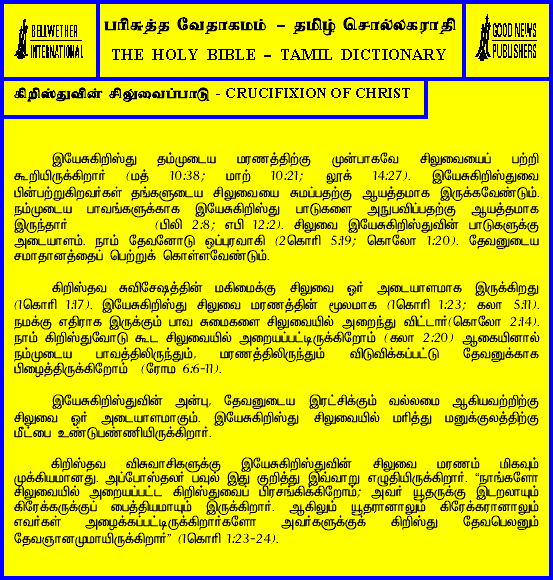 BELLWETHER
INTERNATIONAL
பரிசுத்த வேதாகமம் – தமிழ் சொல்லகராதி
THE HOLY BIBLE – TAMIL DICTIONARY
GOOD NEWS
PUBLISHERS
கிறிஸ்துவின் சிலுவைப்பாடு - CRUCIFIXION OF CHRIST
இயேசுகிறிஸ்து தம்முடைய மரணத்திற்கு முன்பாகவே சிலுவையைப் பற்றி
கூறியிருக்கிறார் (மத் 10:38; மாற் 10:21; லூக் 14:27). இயேசுகிறிஸ்துவை
பின்பற்றுகிறவர்கள் தங்களுடைய சிலுவையை சுமப்பதற்கு ஆயத்தமாக இருக்கவேண்டும்.
நம்முடைய பாவங்களுக்காக இயேசுகிறிஸ்து பாடுகளை அநுபவிப்பதற்கு ஆயத்தமாக
இருந்தார் (பிலி 2:8; எபி 12:2). சிலுவை இயேசுகிறிஸ்துவின் பாடுகளுக்கு
அடையாளம். நாம் தேவனோடு ஒப்புரவாகி (2கொரி 5:19; கொலோ 1:20). தேவனுடைய
சமாதானத்தைப் பெற்றுக் கொள்ளவேண்டும்.
கிறிஸ்தவ சுவிசேஷத்தின் மகிமைக்கு சிலுவை ஓர் அடையாளமாக இருக்கிறது
(1கொரி 1:17). இயேசுகிறிஸ்து சிலுவை மரணத்தின் மூலமாக (1கொரி 1:23; கலா 5:11).
நமக்கு எதிராக இருக்கும் பாவ சுமைகளை சிலுவையில் அறைந்து விட்டார்(கொலோ 2:14).
நாம் கிறிஸ்துவோடு கூட சிலுவையில் அறையப்பட்டிருக்கிறோம் (கலா 2:20) ஆகையினால்
நம்முடைய பாவத்திலிருந்தும், மரணத்திலிருந்தும் விடுவிக்கப்பட்டு தேவனுக்காக
பிழைத்திருக்கிறோம் (ரோம 6:6-11).
இயேசுகிறிஸ்துவின் அன்பு, தேவனுடைய இரட்சிக்கும் வல்லமை ஆகியவற்றிற்கு
சிலுவை ஓர் அடையாளமாகும். இயேசுகிறிஸ்து சிலுவையில் மரித்து மனுக்குலத்திற்கு
மீட்பை உண்டுபண்ணியிருக்கிறார்.
கிறிஸ்தவ விசுவாசிகளுக்கு இயேசுகிறிஸ்துவின் சிலுவை மரணம் மிகவும்
முக்கியமானது. அப்போஸ்தலர் பவுல் இது குறித்து இவ்வாறு எழுதியிருக்கிறார். “நாங்களோ
சிலுவையில் அறையப்பட்ட கிறிஸ்துவைப் பிரசங்கிக்கிறோம்; அவர் யூதருக்கு இடறலாயும்
கிரேக்கருக்குப் பைத்தியமாயும் இருக்கிறார். ஆகிலும் யூதரானாலும் கிரேக்கரானாலும்
எவர்கள் அழைக்கப்பட்டிருக்கிறார்களோ அவர்களுக்குக் கிறிஸ்து தேவபெலனும்
தேவஞானமுமாயிருக்கிறார்” (1கொரி 1:23-24).